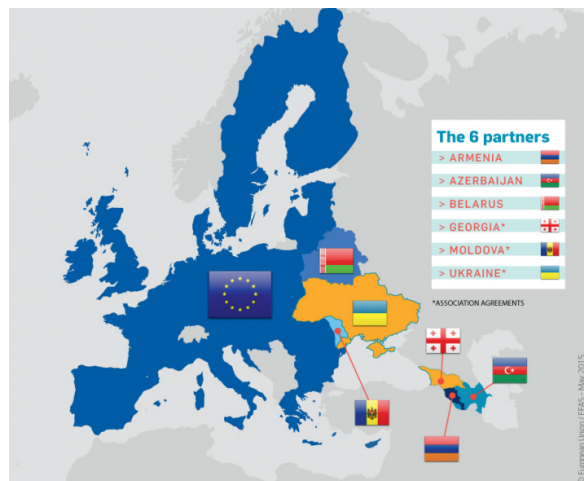 The 6 partners
> ARMENIA
> AZERBAIJAN
> BELARUS
> GEORGIA*
> MOLDOVA*
> UKRAINE*
*ASSOCIATION AGREEMENTS
European Union / EEAS - May 2015